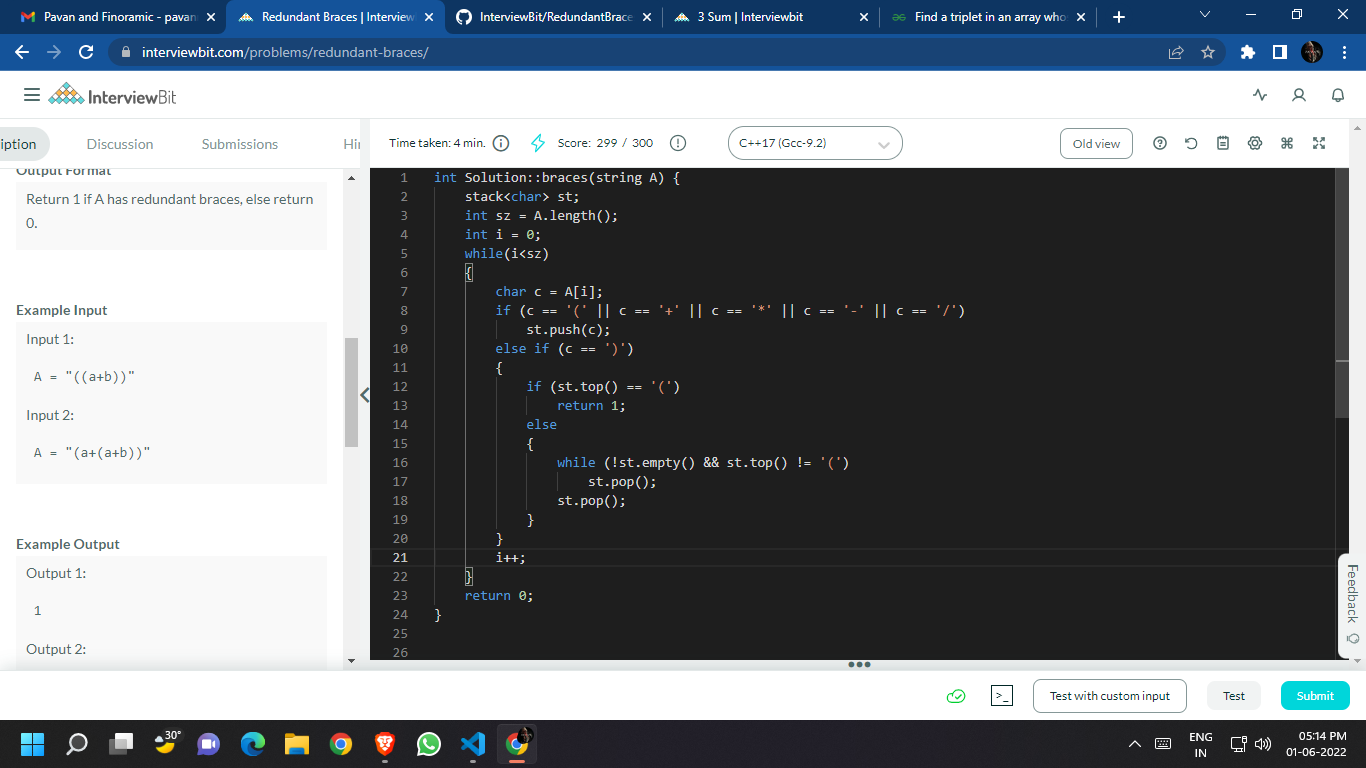 Pavan and Finoramic - pavan
Redundant Braces | Interview
InterviewBit/RedundantBrace
3 Sum | Interviewbit
Find a triplet in an array who
interviewbit.com/problems/redundant-braces/
InterviewBit
iption
Discussion
Submissions
Hi
Time taken: 4 min.
Score: 299 / 300
C++17 (Gcc-9.2)
Old view
Output Format
Return 1 if A has redundant braces, else return
0.
Example Input
Input 1:
A = "((a+b))"
Input 2:
A = "(a+(a+b))"
Example Output
Output 1:
1
Output 2:
1 int Solution::braces(string A) {
2 stack<char> st;
3 int sz = A.length();
4 int i = 0;
5 while(i<sz)
6 {
7 char c = A[i];
8 if (c == '(' || c == '+' || c == '*' || c == '-' || c == '/')
9 st.push(c);
10 else if (c == ')')
11 {
12 if (st.top() == '(')
13 return 1;
14 else
15 {
16 while (!st.empty() && st.top() != '(')
17 st.pop();
18 st.pop();
19 }
20 }
21 i++;
22 }
23 return 0;
24 }
25
26
Feedback
>_
Test with custom input
Test
Submit
30°
ENG
IN
05:14 PM
01-06-2022